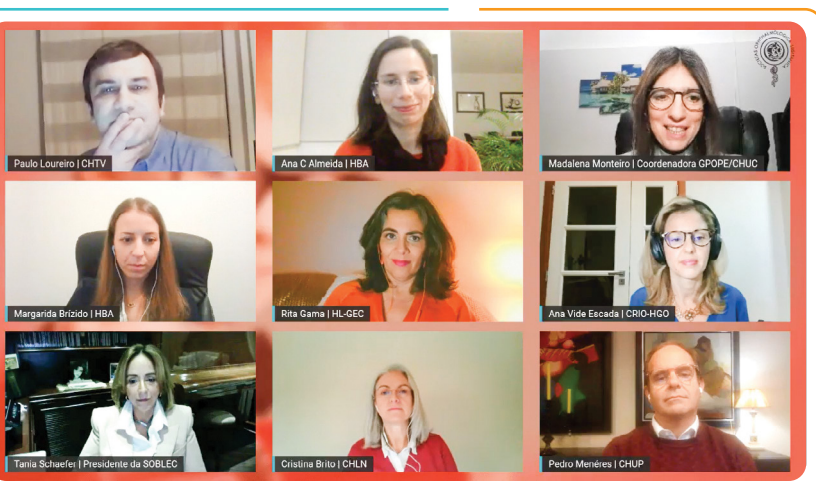 Paulo Loureiro | CHTV
Ana C Almeida | HBA
Madalena Monteiro | Coordenadora GPOPE/CHUC
Margarida Brízido | HBA
Rita Gama | HL-GEC
Ana Vide Escada | CRIO-HGO
Tania Schaefer | Presidente da SOBLEC
Cristina Brito | CHLN
Pedro Menéres | CHUP